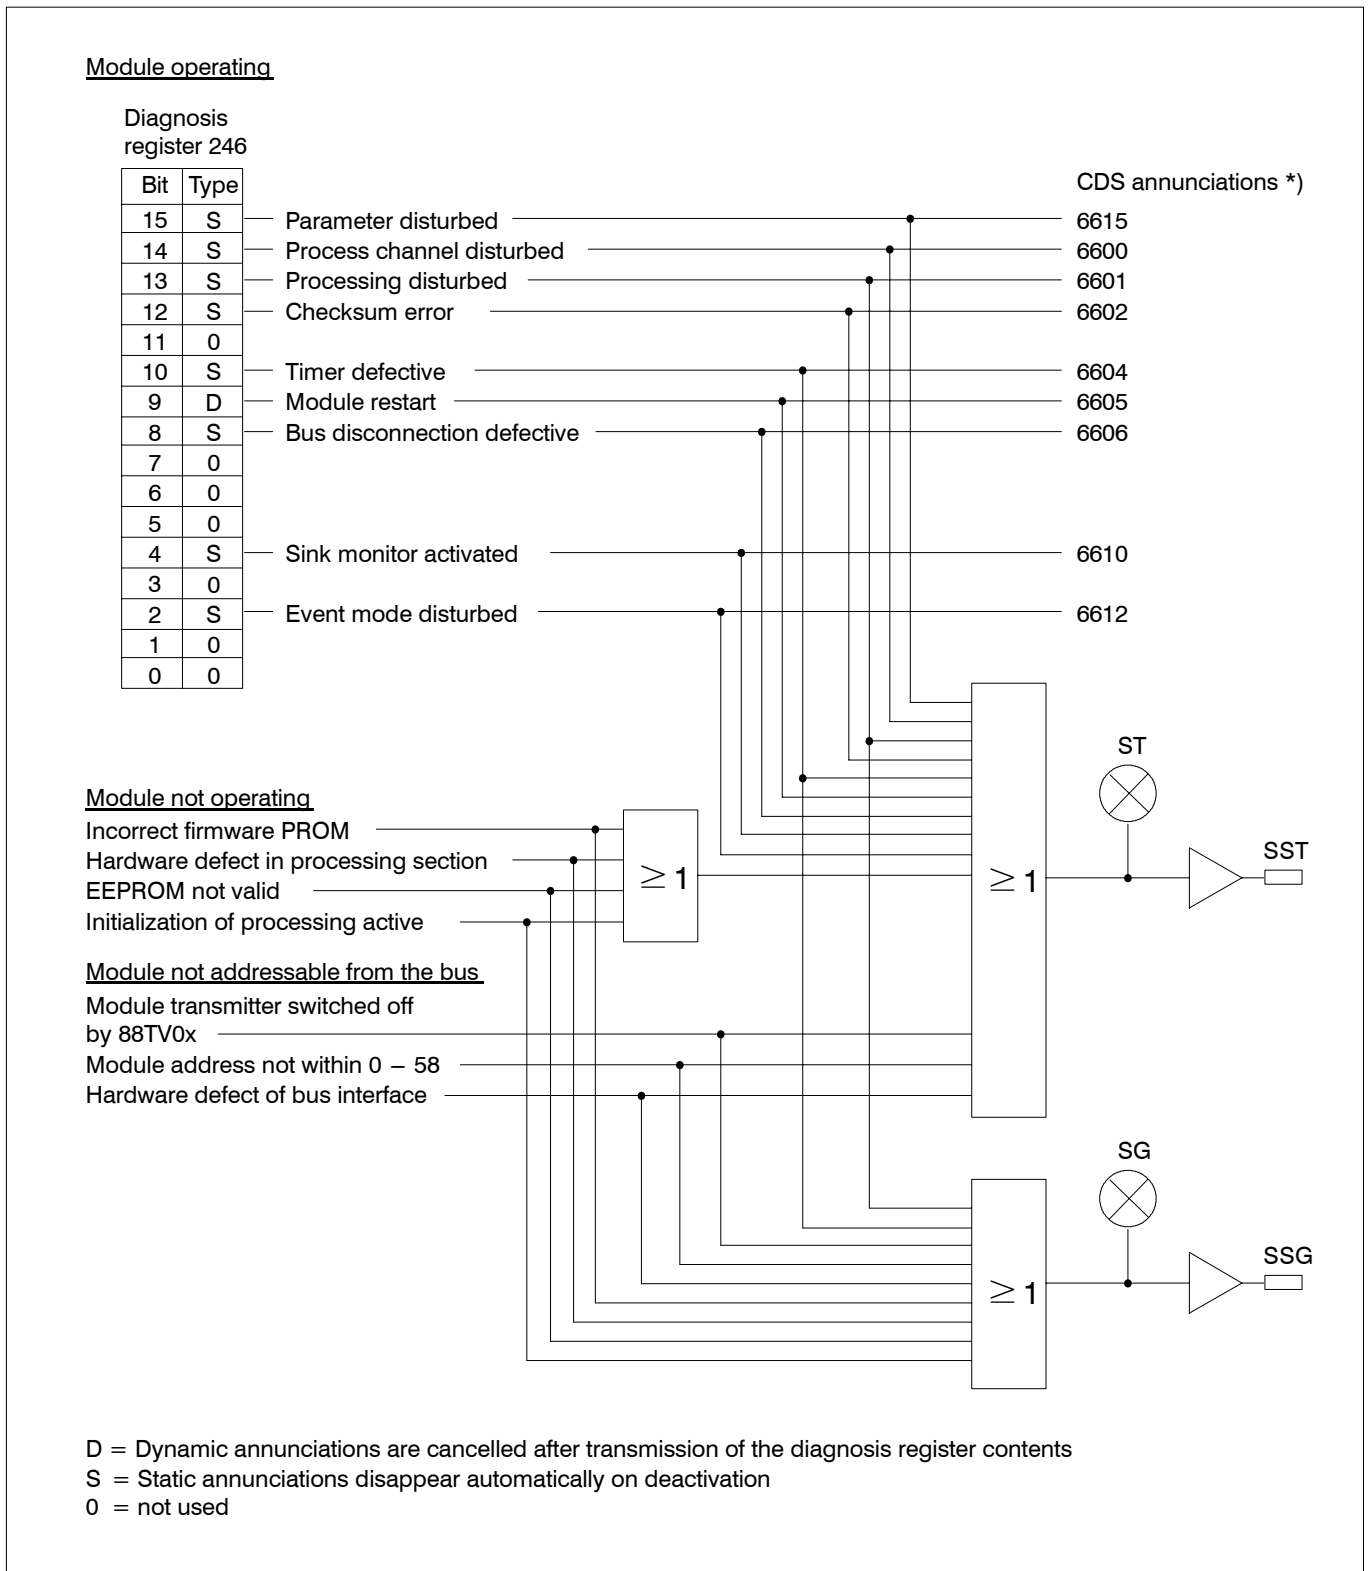 Module operating
Diagnosis
register 246
Bit Type
CDS annunciations *)
15 S Parameter disturbed 6615
14 S Process channel disturbed 6600
13 S Processing disturbed 6601
12 S Checksum error 6602
11 0
10 S Timer defective 6604
9 D Module restart 6605
8 S Bus disconnection defective 6606
7 0
6 0
5 0
4 S Sink monitor activated 6610
3 0
2 S Event mode disturbed 6612
1 0
0 0
ST
Module not operating
Incorrect firmware PROM
Hardware defect in processing section
EEPROM not valid
Initialization of processing active
≥ 1
≥ 1
SST
Module not addressable from the bus
Module transmitter switched off
by 88TV0x
Module address not within 0 – 58
Hardware defect of bus interface
SG
≥ 1
SSG
D = Dynamic annunciations are cancelled after transmission of the diagnosis register contents
S = Static annunciations disappear automatically on deactivation
0 = not used